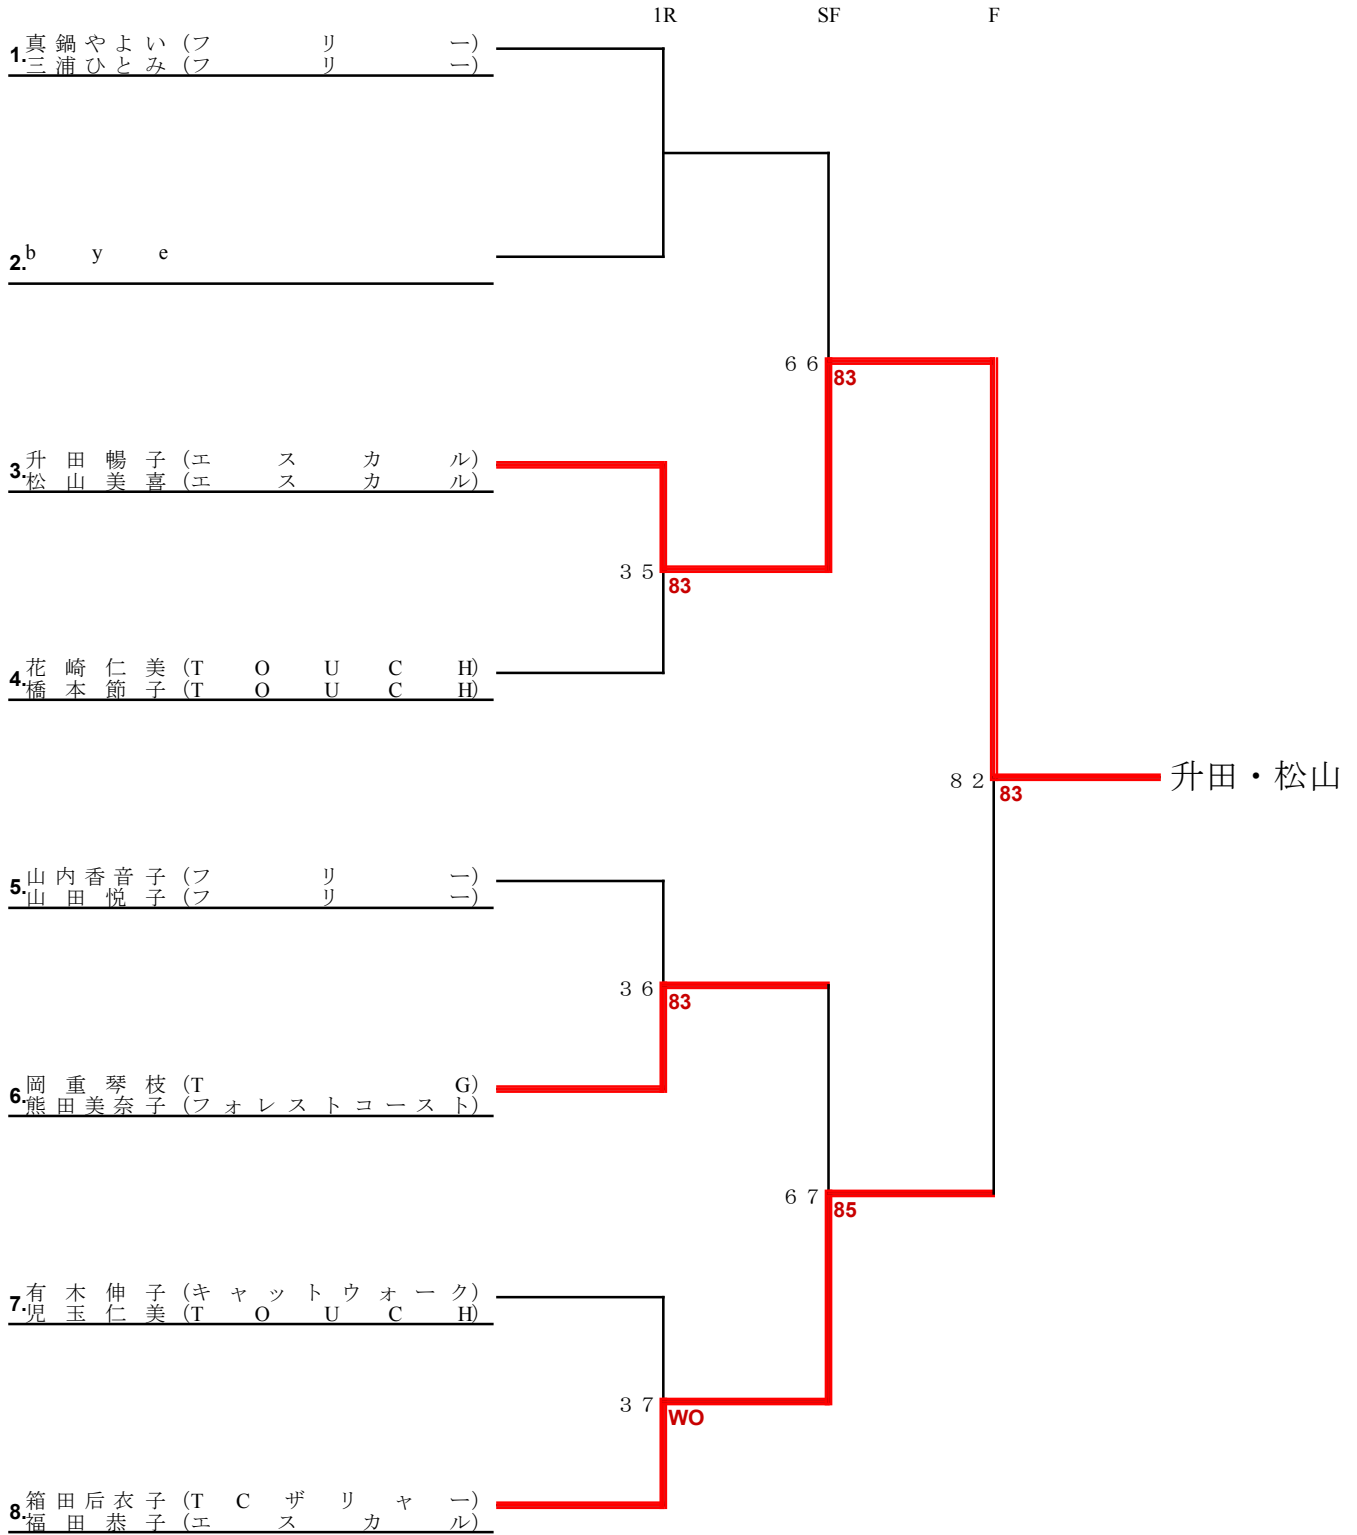 1R SF F
1. 真鍋やよい(フリー)
三浦ひとみ(フリー)
2. bye
66 83
3. 升田暢子(エスカル)
松山美喜(エスカル)
35 83
4. 花崎仁美(TOUCH)
橋本節子(TOUCH)
82 83 升田・松山
5. 山内香音子(フリー)
山田悦子(フリー)
36 83
6. 岡重琴枝(TG)
熊田美奈子(フォレストコースト)
67 85
7. 有木伸子(キャットウォーク)
児玉仁美(TOUCH)
37 WO
8. 箱田后衣子(TCザリャー)
福田恭子(エスカル)